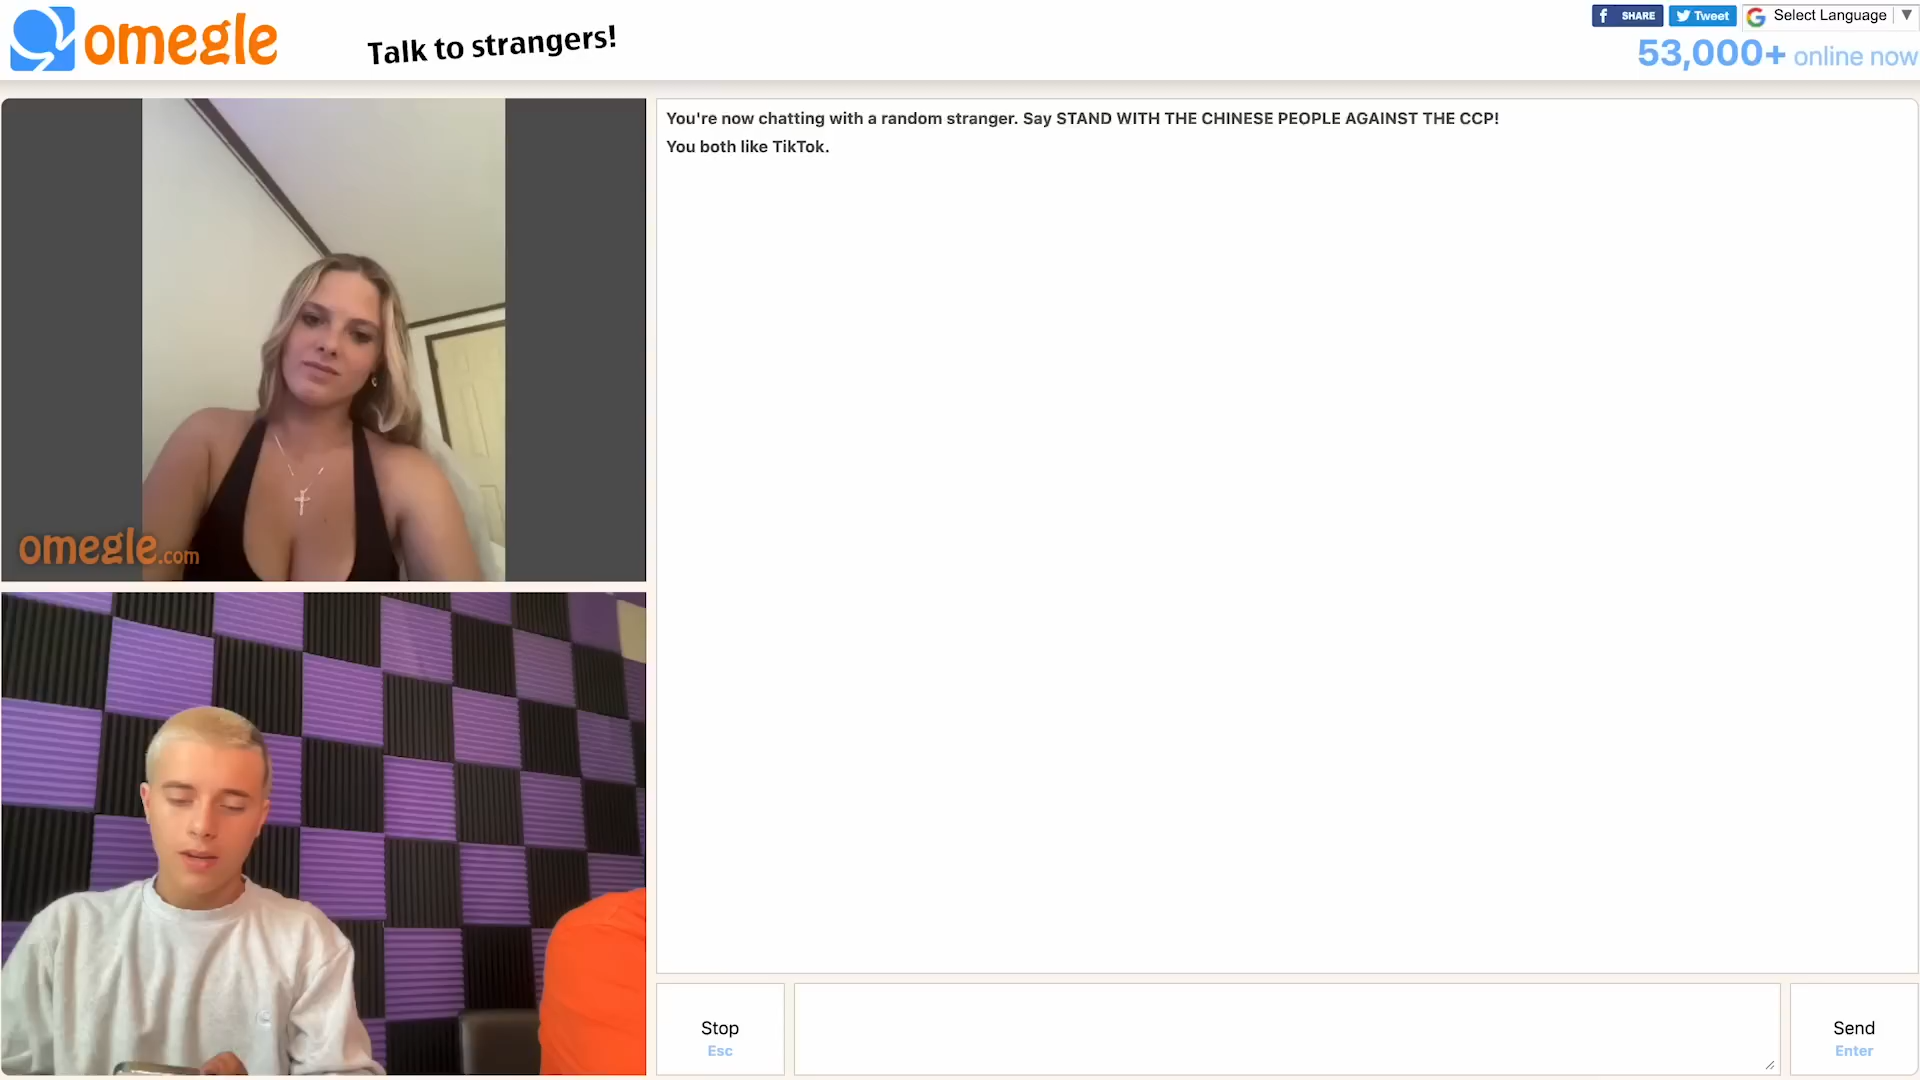 omegle
Talk to strangers!
f SHARE
Tweet
Select Language ▼
53,000+ online now
You're now chatting with a random stranger. Say STAND WITH THE CHINESE PEOPLE AGAINST THE CCP!
You both like TikTok.
omegle.com
Stop
Esc
Send
Enter